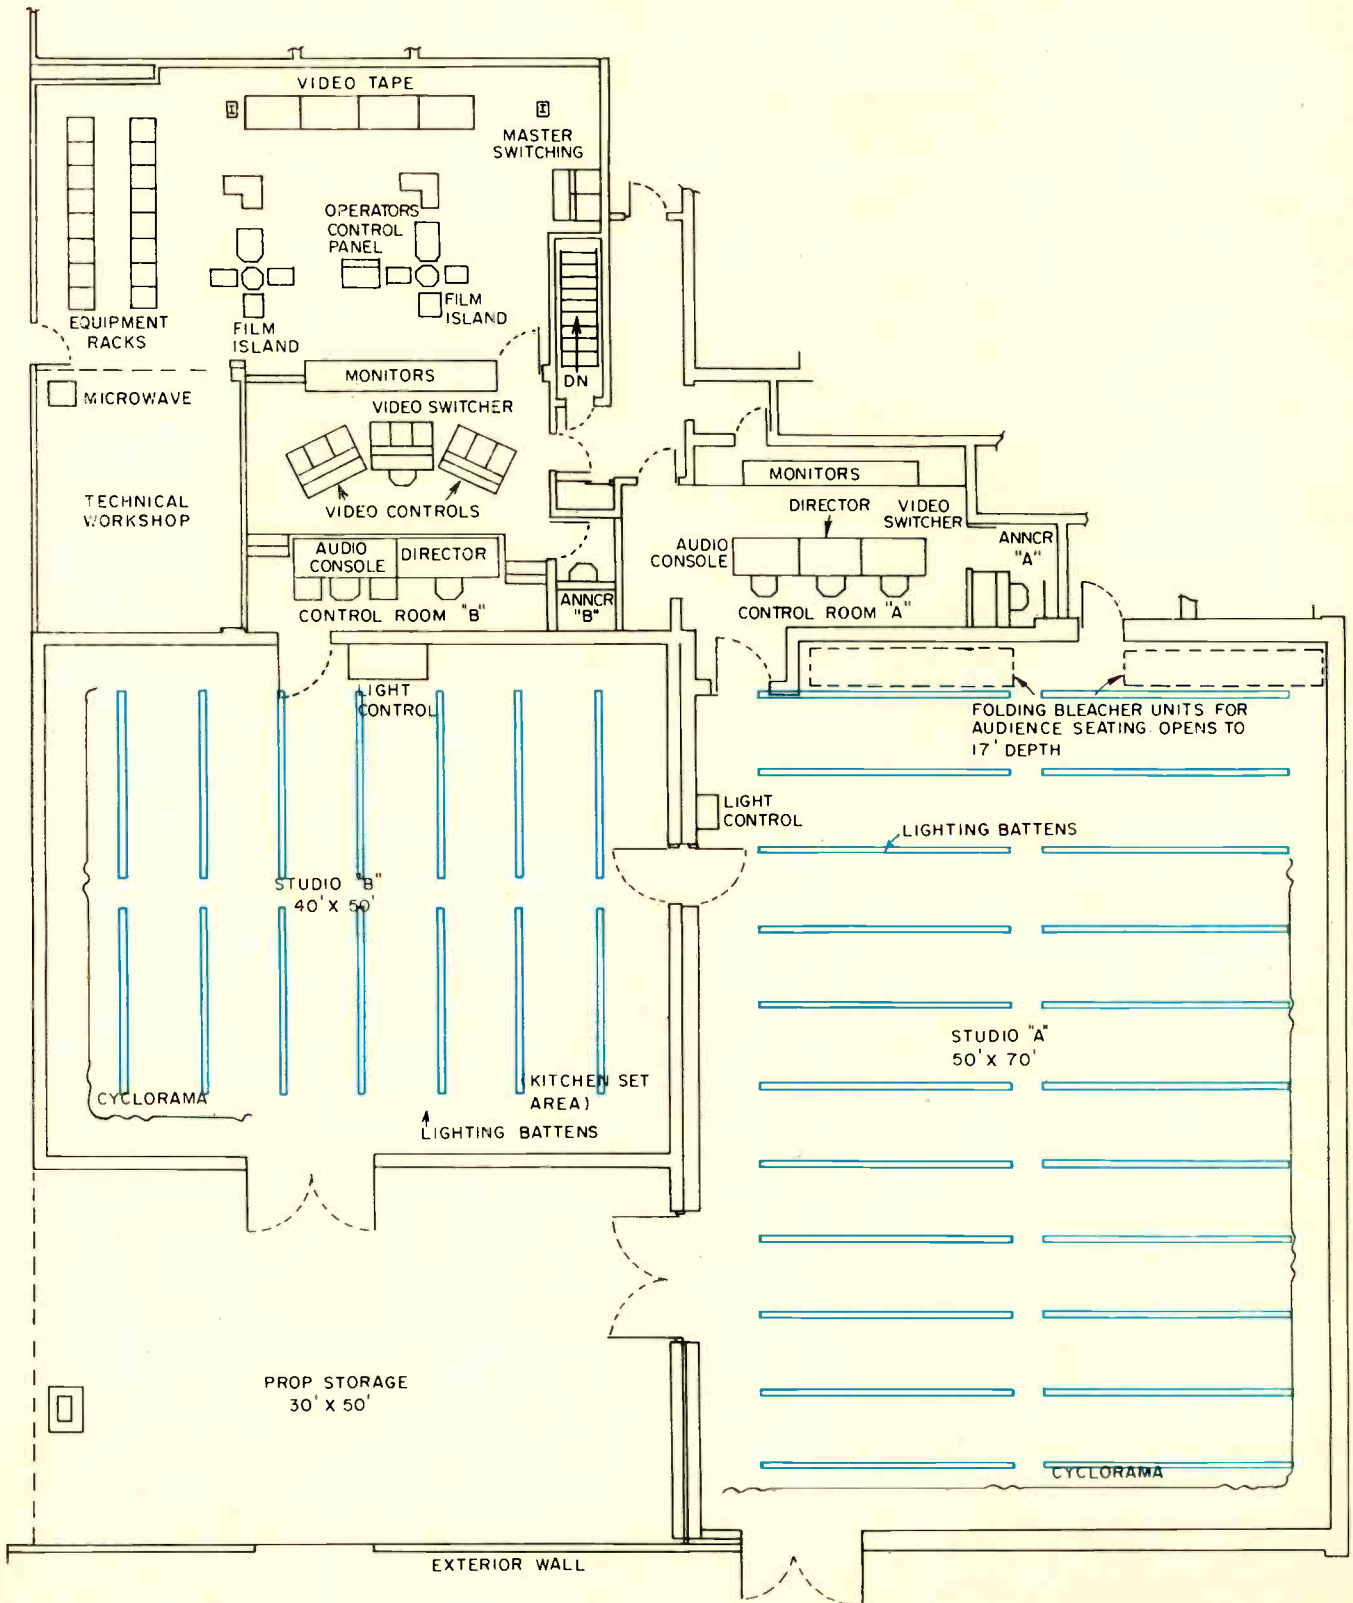 VIDEO TAPE
I
I
MASTER
SWITCHING
OPERATORS
CONTROL
PANEL
EQUIPMENT
RACKS
FILM
ISLAND
FILM
ISLAND
DN
MICROWAVE
MONITORS
VIDEO SWITCHER
VIDEO CONTROLS
TECHNICAL
WORKSHOP
AUDIO
CONSOLE
DIRECTOR
CONTROL ROOM "B"
ANNCR
"B"
MONITORS
DIRECTOR
VIDEO
SWITCHER
AUDIO
CONSOLE
ANNCR
"A"
CONTROL ROOM "A"
LIGHT
CONTROL
FOLDING BLEACHER UNITS FOR
AUDIENCE SEATING. OPENS TO
17' DEPTH
LIGHT
CONTROL
LIGHTING BATTENS
STUDIO "B"
40' X 50'
STUDIO "A"
50' X 70'
(KITCHEN SET
AREA)
CYCLORAMA
LIGHTING BATTENS
PROP STORAGE
30' X 50'
CYCLORAMA
EXTERIOR WALL